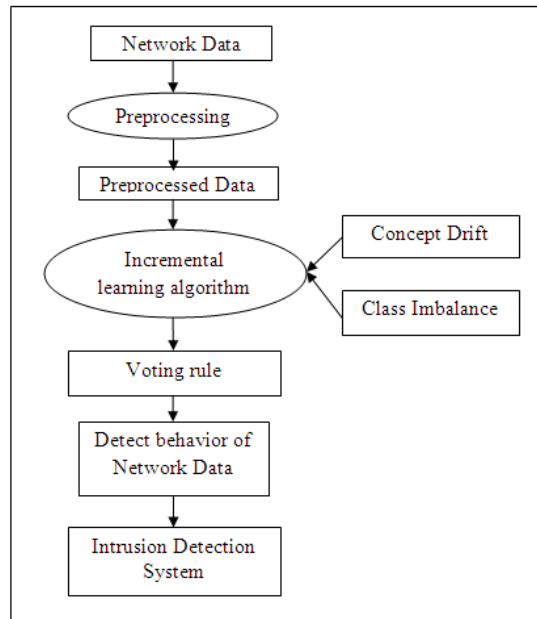 Network Data
Preprocessing
Preprocessed Data
Incremental
learning algorithm
Concept Drift
Class Imbalance
Voting rule
Detect behavior of
Network Data
Intrusion Detection
System